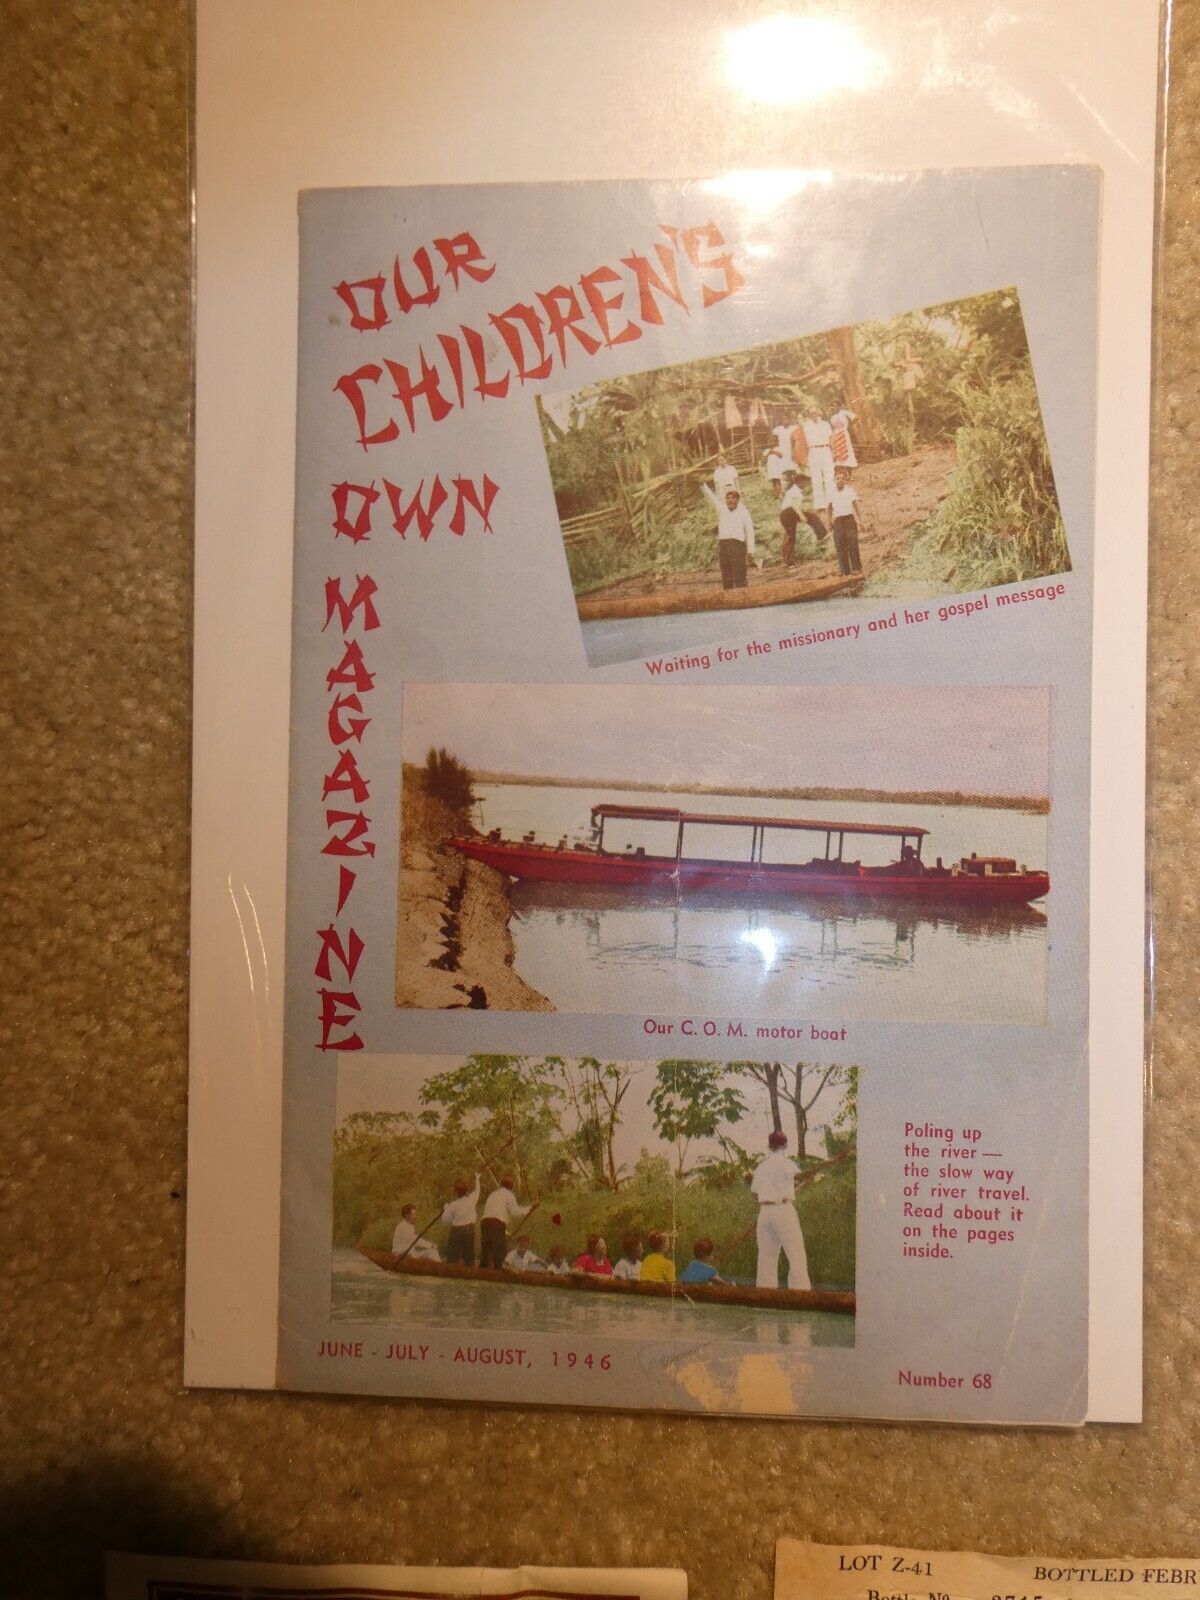 OUR
CHILDREN'S
OWN
MAGAZINE
Waiting for the missionary and her gospel message
Our C. O. M. motor boat
Poling up
the river —
the slow way
of river travel.
Read about it
on the pages
inside.
JUNE - JULY - AUGUST, 1946
Number 68
LOT Z-41 BOTTLED FEBR
Bottle No